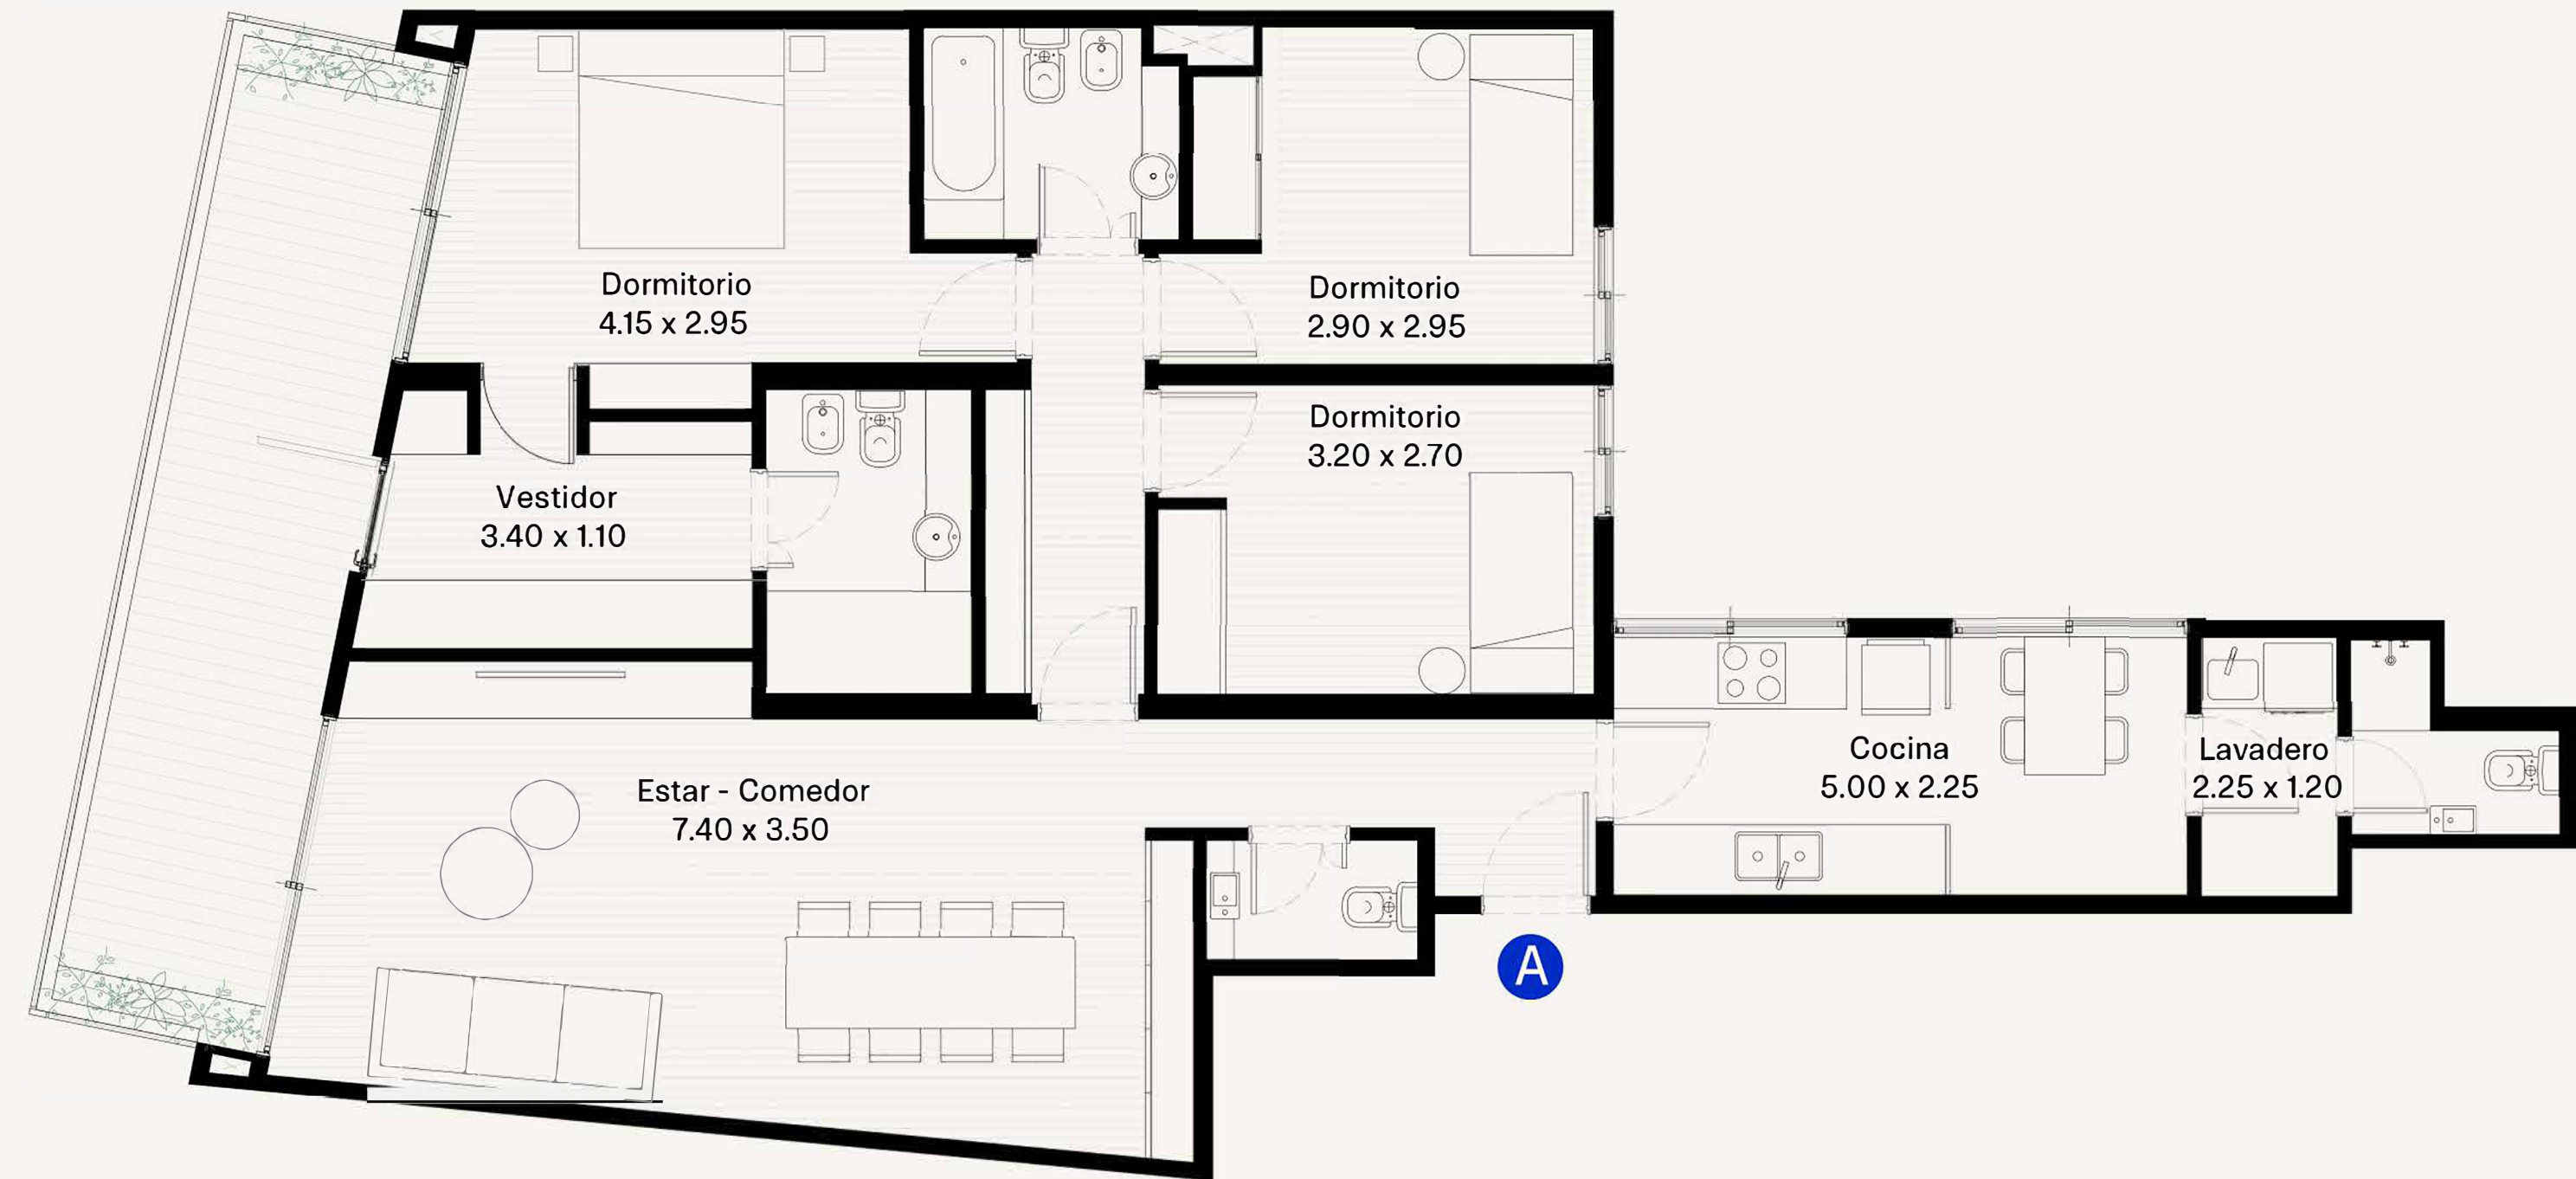 Dormitorio
4.15 x 2.95
Dormitorio
2.90 x 2.95
Dormitorio
3.20 x 2.70
Vestidor
3.40 x 1.10
Estar - Comedor
7.40 x 3.50
Cocina
5.00 x 2.25
Lavadero
2.25 x 1.20
A